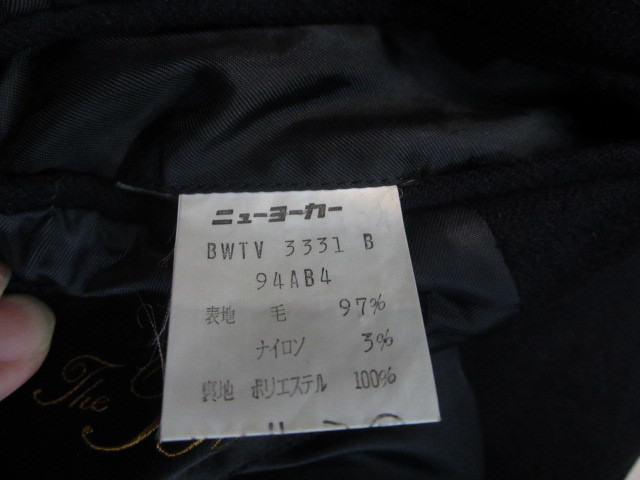 ニューヨーカー
BWTV 3331 B
94AB4
表地 毛 97%
ナイロン 3%
裏地 ポリエステル 100%
The